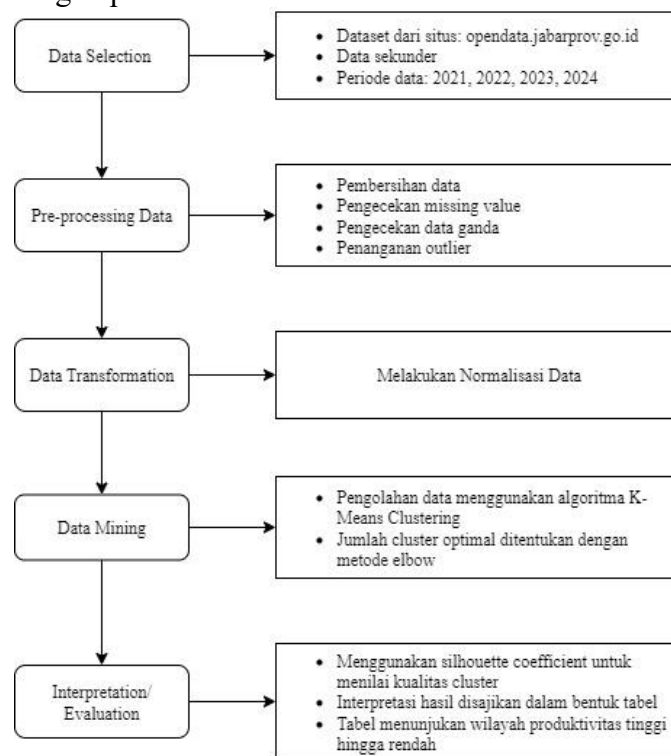 Data Selection
• Dataset dari situs: opendata.jabarprov.go.id
• Data sekunder
• Periode data: 2021, 2022, 2023, 2024
Pre-processing Data
• Pembersihan data
• Pengecekan missing value
• Pengecekan data ganda
• Penanganan outlier
Data Transformation
Melakukan Normalisasi Data
Data Mining
• Pengolahan data menggunakan algoritma K-
Means Clustering
• Jumlah cluster optimal ditentukan dengan
metode elbow
Interpretation/
Evaluation
• Menggunakan silhouette coefficient untuk
menilai kualitas cluster
• Interpretasi hasil disajikan dalam bentuk tabel
• Tabel menunjukan wilayah produktivitas tinggi
hingga rendah